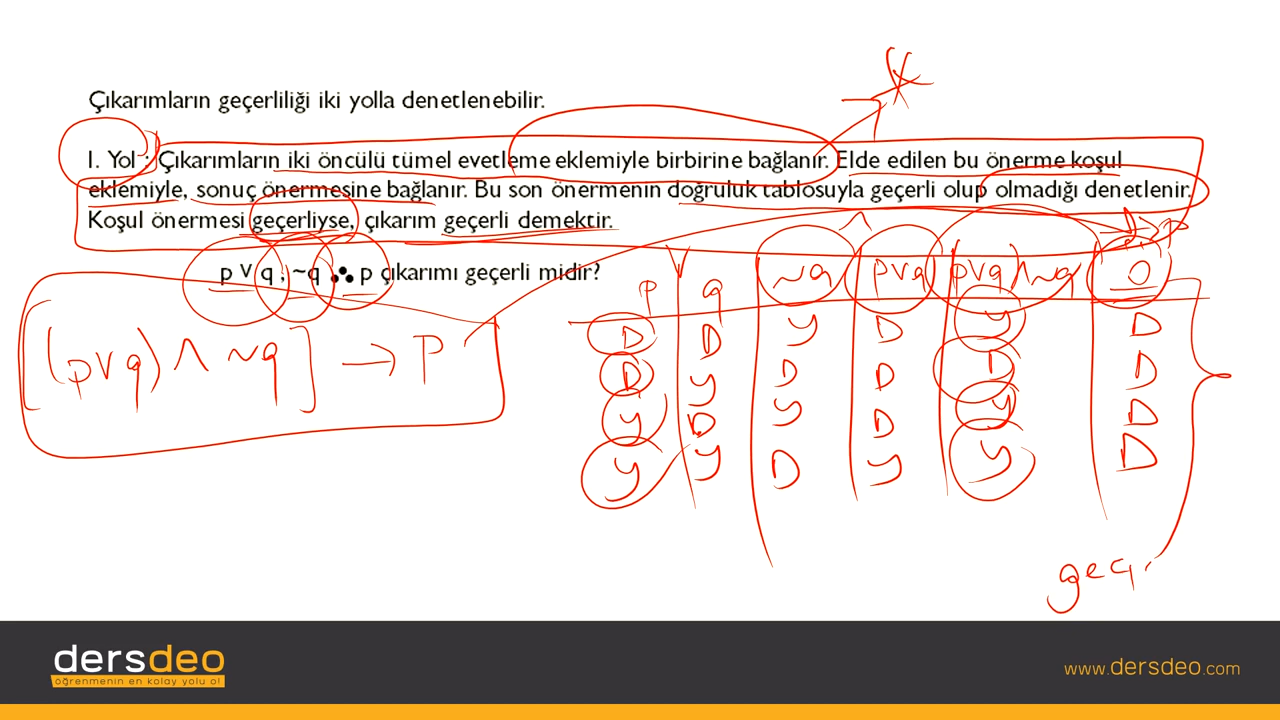 Çıkarımların geçerliliği iki yolla denetlenebilir.
I. Yol : Çıkarımların iki öncülü tümel evetleme eklemiyle birbirine bağlanır. Elde edilen bu önerme koşul
eklemiyle, sonuç önermesine bağlanır. Bu son önermenin doğruluk tablosuyla geçerli olup olmadığı denetlenir.
Koşul önermesi geçerliyse, çıkarım geçerli demektir.
p ∨ q ; ~q ∴ p çıkarımı geçerli midir?
[(p∨q) ∧ ~q] → p
p q ~q p∨q p∨q ∧ ~q
D D Y D Y D
D Y D D D D
Y D Y D Y D
Y Y D Y Y D
geç
dersdeo
öğrenmenin en kolay yolu o!
www.dersdeo.com